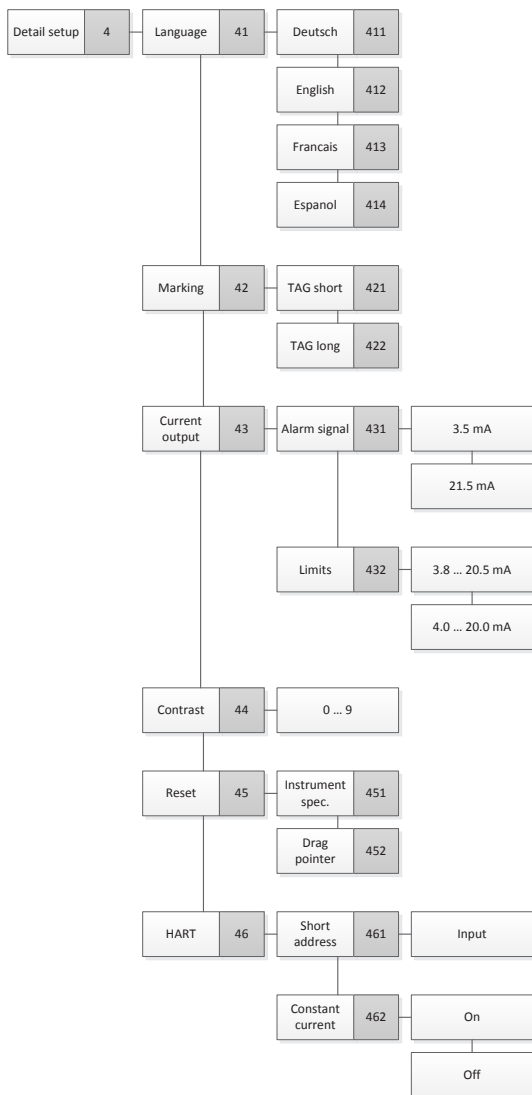 Detail setup 4 Language 41 Deutsch 411
English 412
Francais 413
Espanol 414
Marking 42 TAG short 421
TAG long 422
Current
output 43 Alarm signal 431 3.5 mA
21.5 mA
Limits 432 3.8 ... 20.5 mA
4.0 ... 20.0 mA
Contrast 44 0 ... 9
Reset 45 Instrument
spec. 451
Drag
pointer 452
HART 46 Short
address 461 Input
Constant
current 462 On
Off